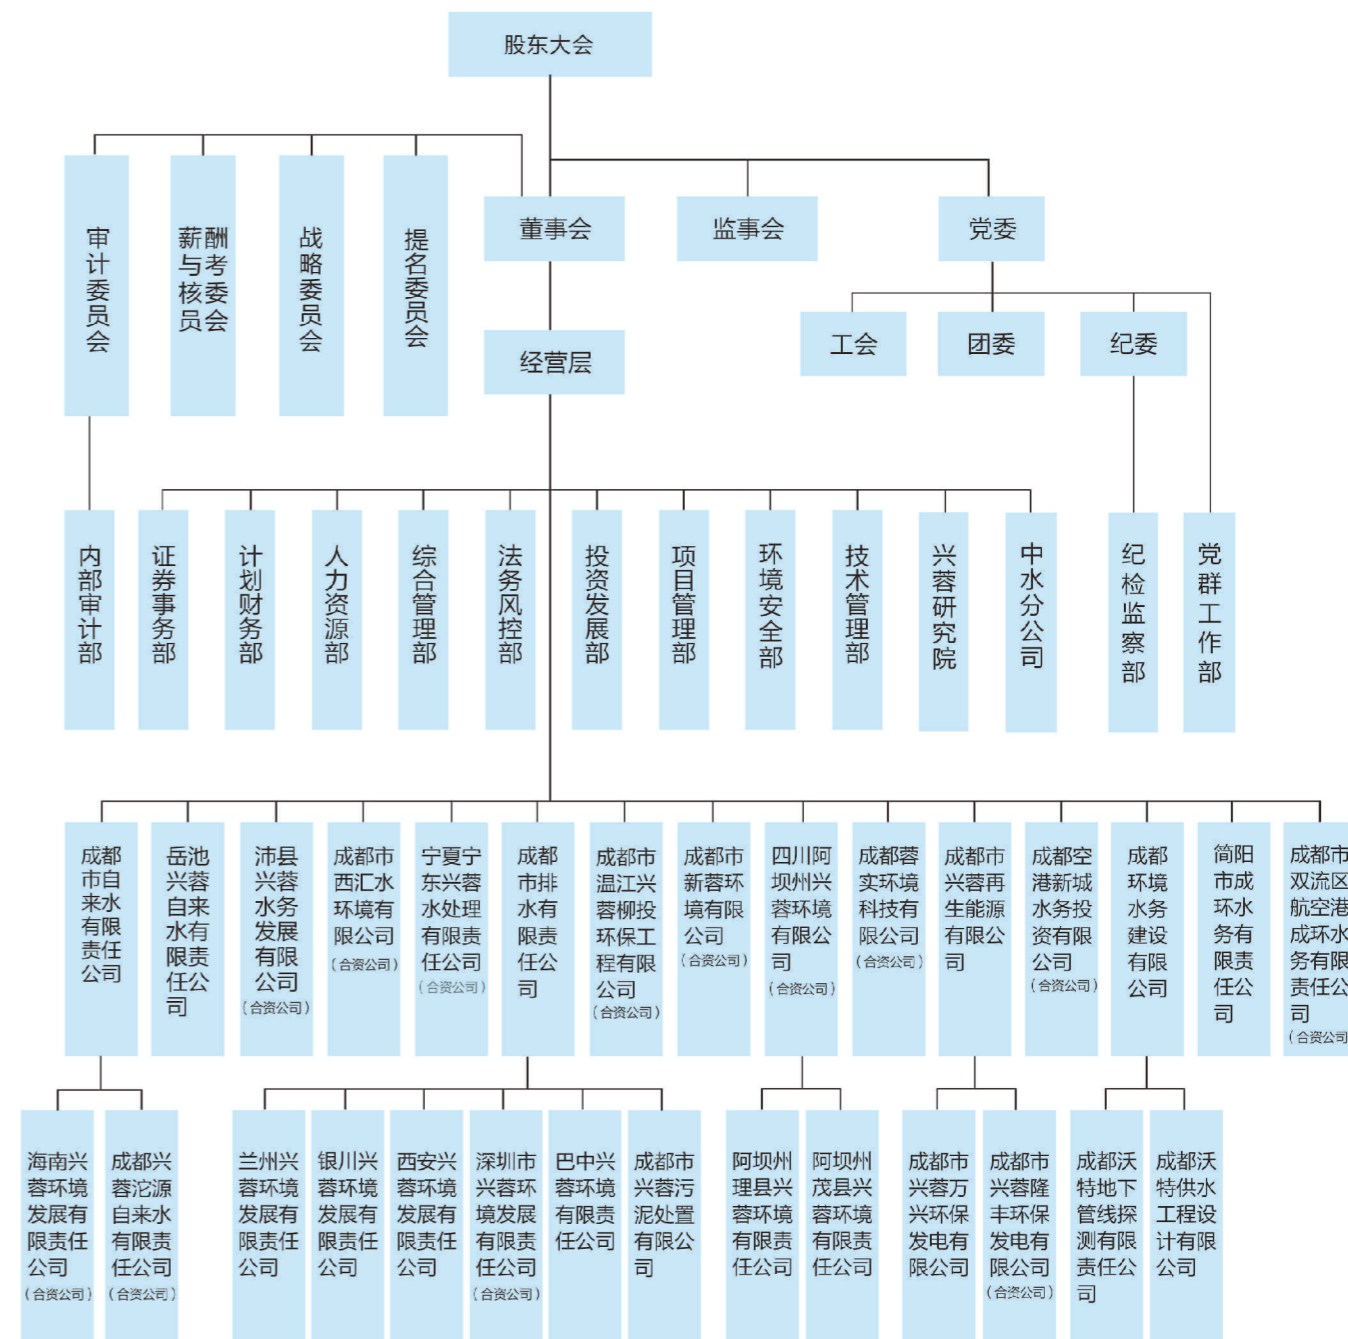 股东大会
审计委员会
薪酬与考核委员会
战略委员会
提名委员会
董事会
监事会
党委
经营层
工会
团委
纪委
内部审计部
证券事务部
计划财务部
人力资源部
综合管理部
法务风控部
投资发展部
项目管理部
环境安全部
技术管理部
兴蓉研究院
中水分公司
纪检监察部
党群工作部
成都
市自
来水
有限
责任
公司
岳池
兴蓉
自来
水有
限责
任公
司
沛县
兴蓉
水务
发展
有限
公司
(合资公司)
成都市
西汇水
环境有
限公司
(合资公司)
宁夏宁
东兴蓉
水处理
有限责
任公司
(合资公司)
成都
市排
水有
限责
任公
司
成都市
温江兴
蓉柳投
环保工
程有限
公司
(合资公司)
成都市
新蓉环
境有限
公司
(合资公司)
四川阿
坝州兴
蓉环境
有限公
司
(合资公司)
成都蓉
实环境
科技有
限公司
(合资公司)
成都市
兴蓉再
生能源
有限公
司
成都空
港新城
水务投
资有限
公司
(合资公司)
成都
环境
水务
建设
有限
公司
简阳
市成
环水
务有
限责
任公
司
成都市
双流区
航空港
成环水
务有限
责任公
司
(合资公司
海南兴
蓉环境
发展有
限责任
公司
(合资公司)
成都兴
蓉沱源
自来水
有限责
任公司
(合资公司)
兰州兴
蓉环境
发展有
限责任
公司
银川兴
蓉环境
发展有
限责任
公司
西安兴
蓉环境
发展有
限责任
公司
深圳市
兴蓉环
境发展
有限责
任公司
(合资公司)
巴中兴
蓉环境
有限责
任公司
成都市
兴蓉污
泥处置
有限公
司
阿坝州
理县兴
蓉环境
有限责
任公司
阿坝州
茂县兴
蓉环境
有限责
任公司
成都市
兴蓉万
兴环保
发电有
限公司
成都市
兴蓉隆
丰环保
发电有
限公司
(合资公司)
成都沃
特地下
管线探
测有限
责任公
司
成都沃
特供水
工程设
计有限
公司